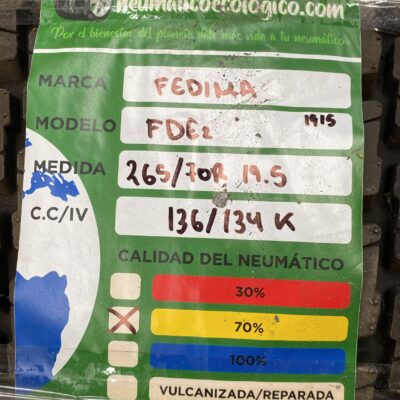 neumaticoecologico.com
Por el bienestar del planeta dale más vida a tu neumático
MARCA FEDIMA
MODELO FDE2 1915
MEDIDA 265/70R 19.5
C.C/IV 136/134 K
CALIDAD DEL NEUMÁTICO
30%
70%
100%
VULCANIZADA/REPARADA